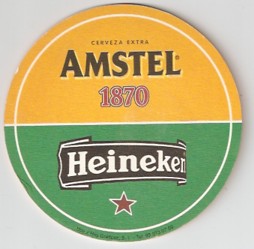 CERVEZA EXTRA
AMSTEL
1870
Heineken